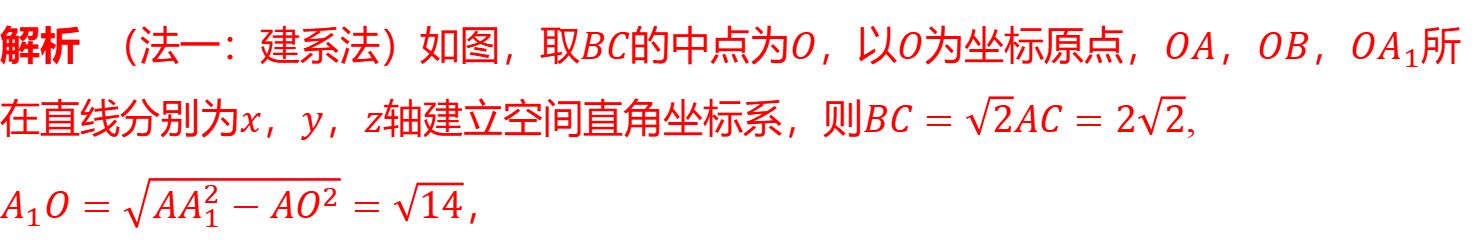 解析 （法一：建系法）如图，取BC的中点为O，以O为坐标原点，OA，OB，OA₁所
在直线分别为x，y，z轴建立空间直角坐标系，则BC = √2AC = 2√2,
A₁O = √(AA₁² − AO²) = √14，